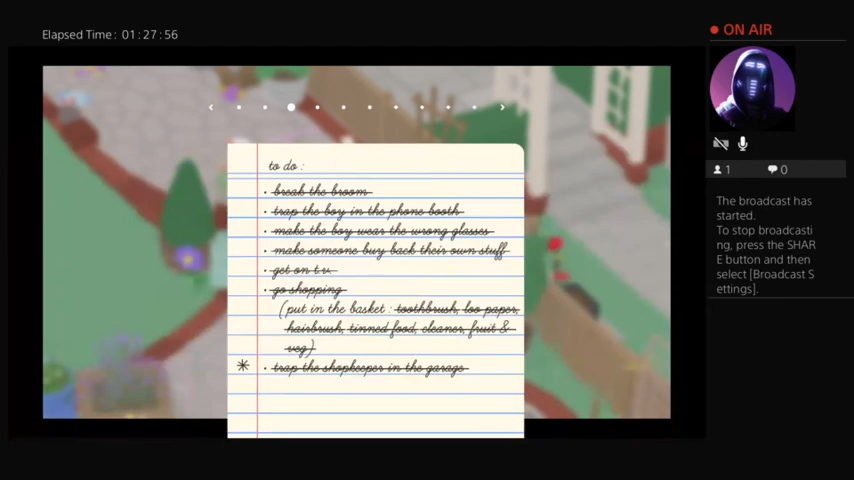 Elapsed Time: 01:27:56
ON AIR
to do:
· break the broom
· trap the boy in the phone booth
· make the boy wear the wrong glasses
· make someone buy back their own stuff
· get on t.v.
· go shopping
(put in the basket: toothbrush, loo paper,
hairbrush, tinned food, cleaner, fruit &
veg)
* · trap the shopkeeper in the garage
1 0
The broadcast has
started.
To stop broadcasti
ng, press the SHAR
E button and then
select [Broadcast S
ettings].